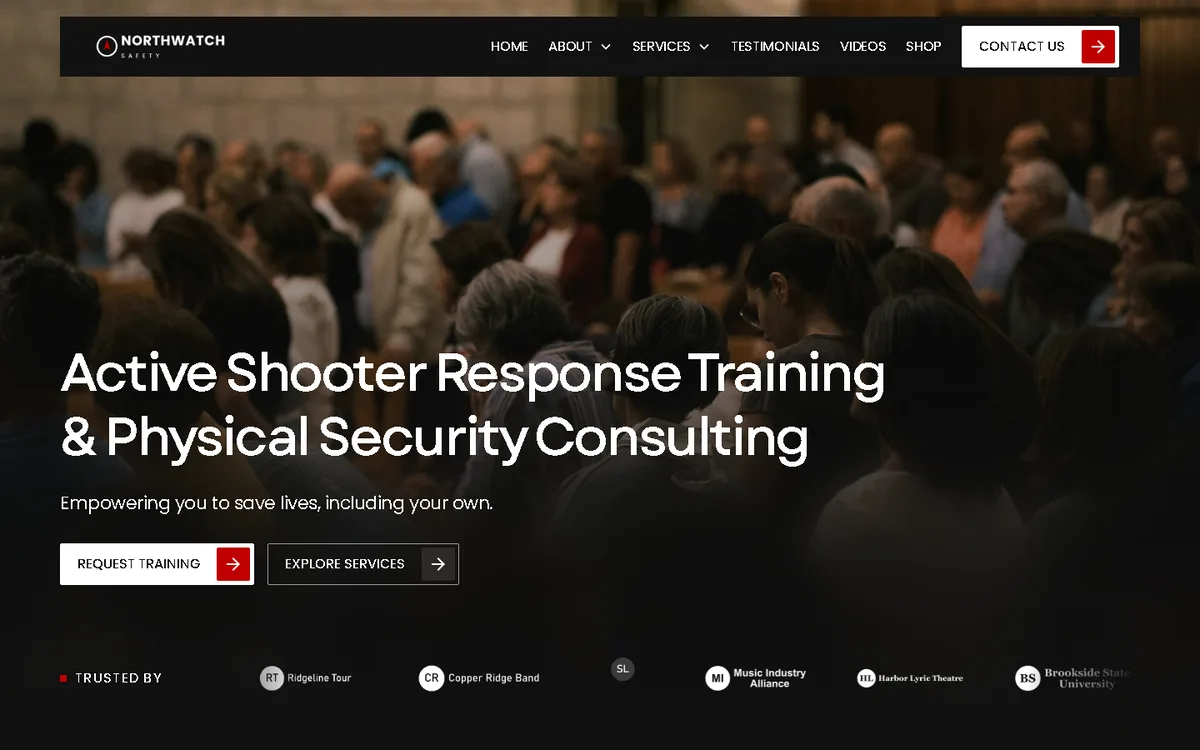 NORTHWATCH
SAFETY
HOME ABOUT SERVICES TESTIMONIALS VIDEOS SHOP CONTACT US
Active Shooter Response Training
& Physical Security Consulting
Empowering you to save lives, including your own.
REQUEST TRAINING EXPLORE SERVICES
TRUSTED BY
RT Ridgeline Tour
CR Copper Ridge Band
SL
MI Music Industry
Alliance
HL Harbor Lyric Theatre
BS Brookside State
University